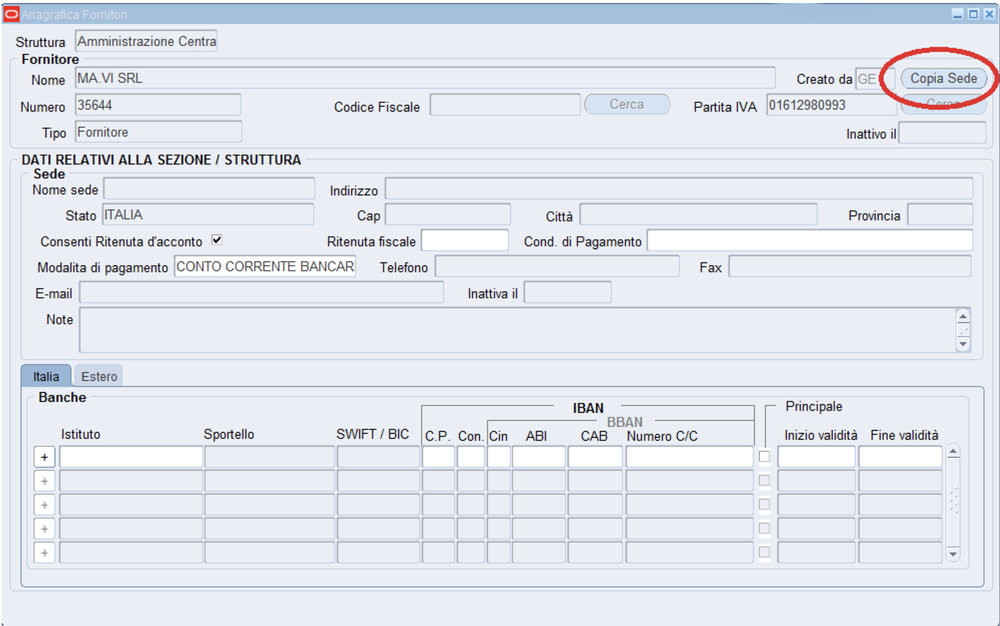 Anagrafica Fornitori
Struttura Amministrazione Centra
Fornitore
Nome MA.VI SRL Creato da GE Copia Sede
Numero 35644 Codice Fiscale Cerca Partita IVA 01612980993 Cerca
Tipo Fornitore Inattivo il
DATI RELATIVI ALLA SEZIONE / STRUTTURA
Sede
Nome sede Indirizzo
Stato ITALIA Cap Città Provincia
Consenti Ritenuta d'acconto Ritenuta fiscale Cond. di Pagamento
Modalita di pagamento CONTO CORRENTE BANCAR Telefono Fax
E-mail Inattiva il
Note
Italia Estero
Banche
IBAN Principale
BBAN
Istituto Sportello SWIFT / BIC C.P. Con. Cin ABI CAB Numero C/C Inizio validità Fine validità
+
+
+
+
+